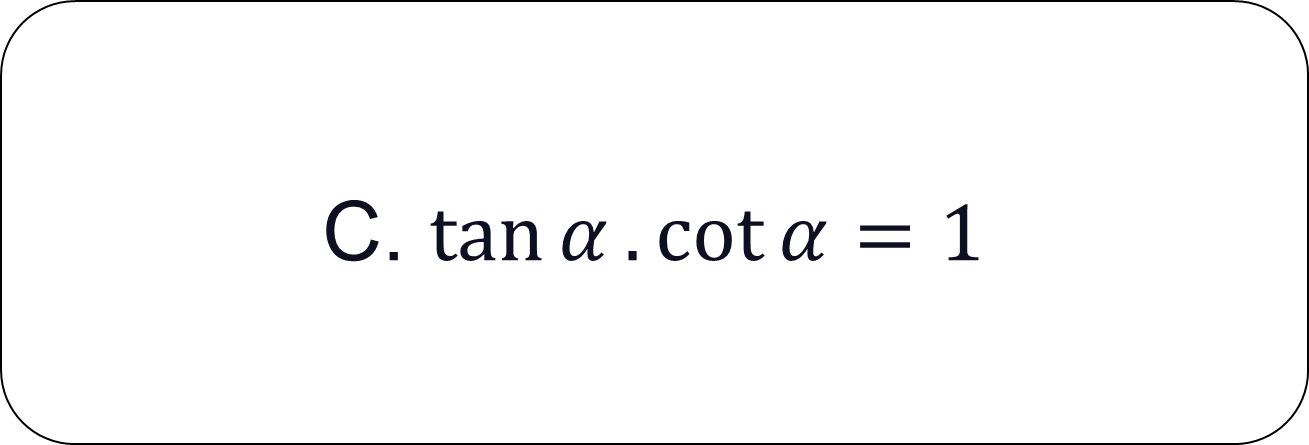 C. tan α . cot α = 1